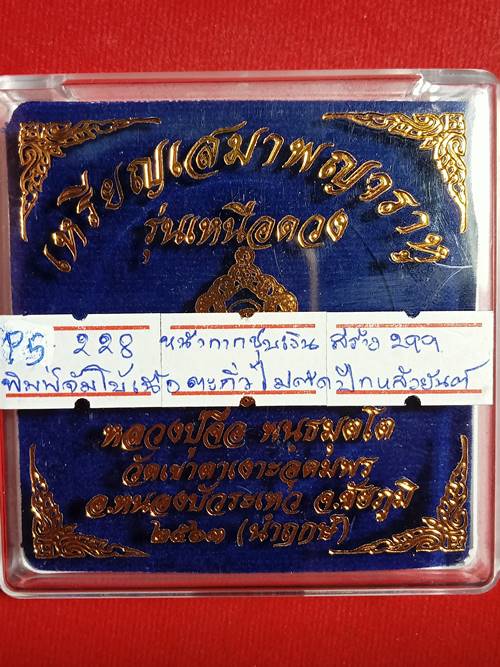 เหรียญเสมาพญาราหู
รุ่นเหนือดวง
P5 228 หน้ากากชุบเงิน สร้าง 299
พิมพ์จัมโบ้เนื้อตะกั่วไม่ตัดปีกหลังยันต์
หลวงปู่จือ พนฺธมุตโต
วัดเขาตาเงาะอุดมพร
อ.หนองบัวระเหว จ.ชัยภูมิ
๒๕๖๓ (นำฤกษ์)